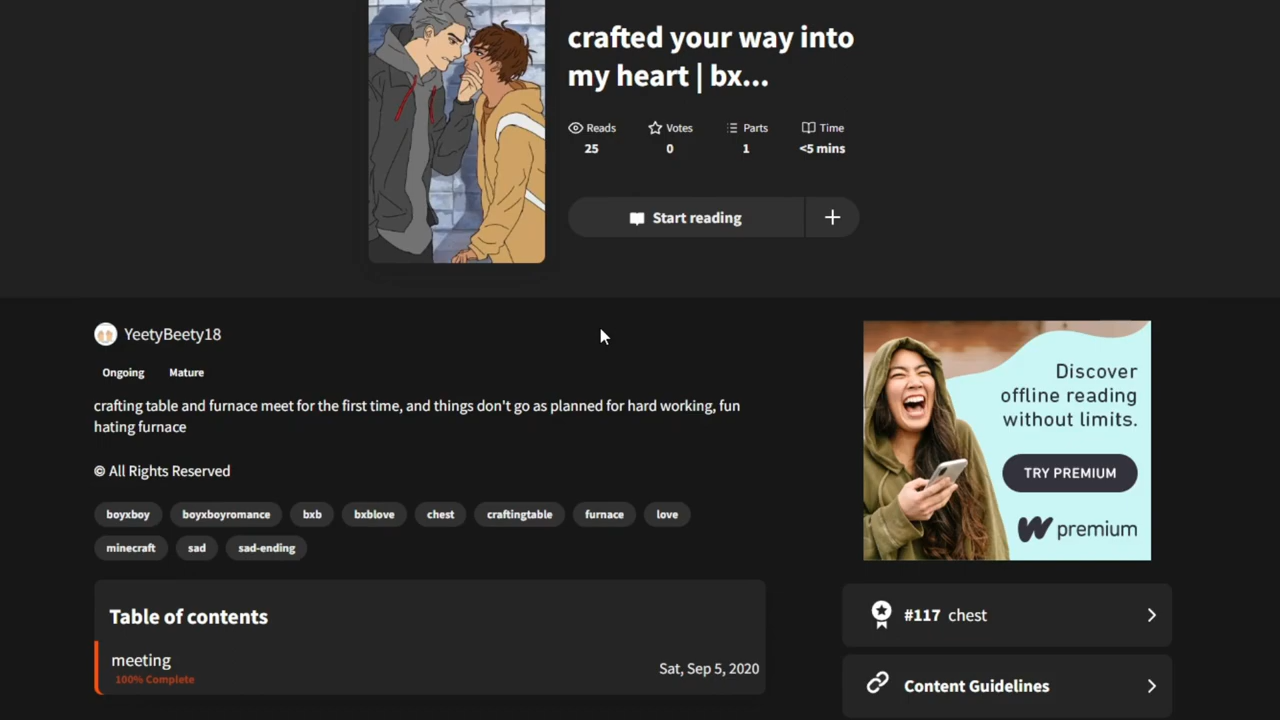 crafted your way into
my heart | bx...
Reads
Votes
Parts
Time
25
0
1
<5 mins
Start reading
YeetyBeety18
Ongoing
Mature
crafting table and furnace meet for the first time, and things don't go as planned for hard working, fun
hating furnace
© All Rights Reserved
boyxboy
boyxboyromance
bxb
bxblove
chest
craftingtable
furnace
love
minecraft
sad
sad-ending
Table of contents
meeting
100% Complete
Sat, Sep 5, 2020
Discover
offline reading
without limits.
TRY PREMIUM
premium
#117 chest
Content Guidelines